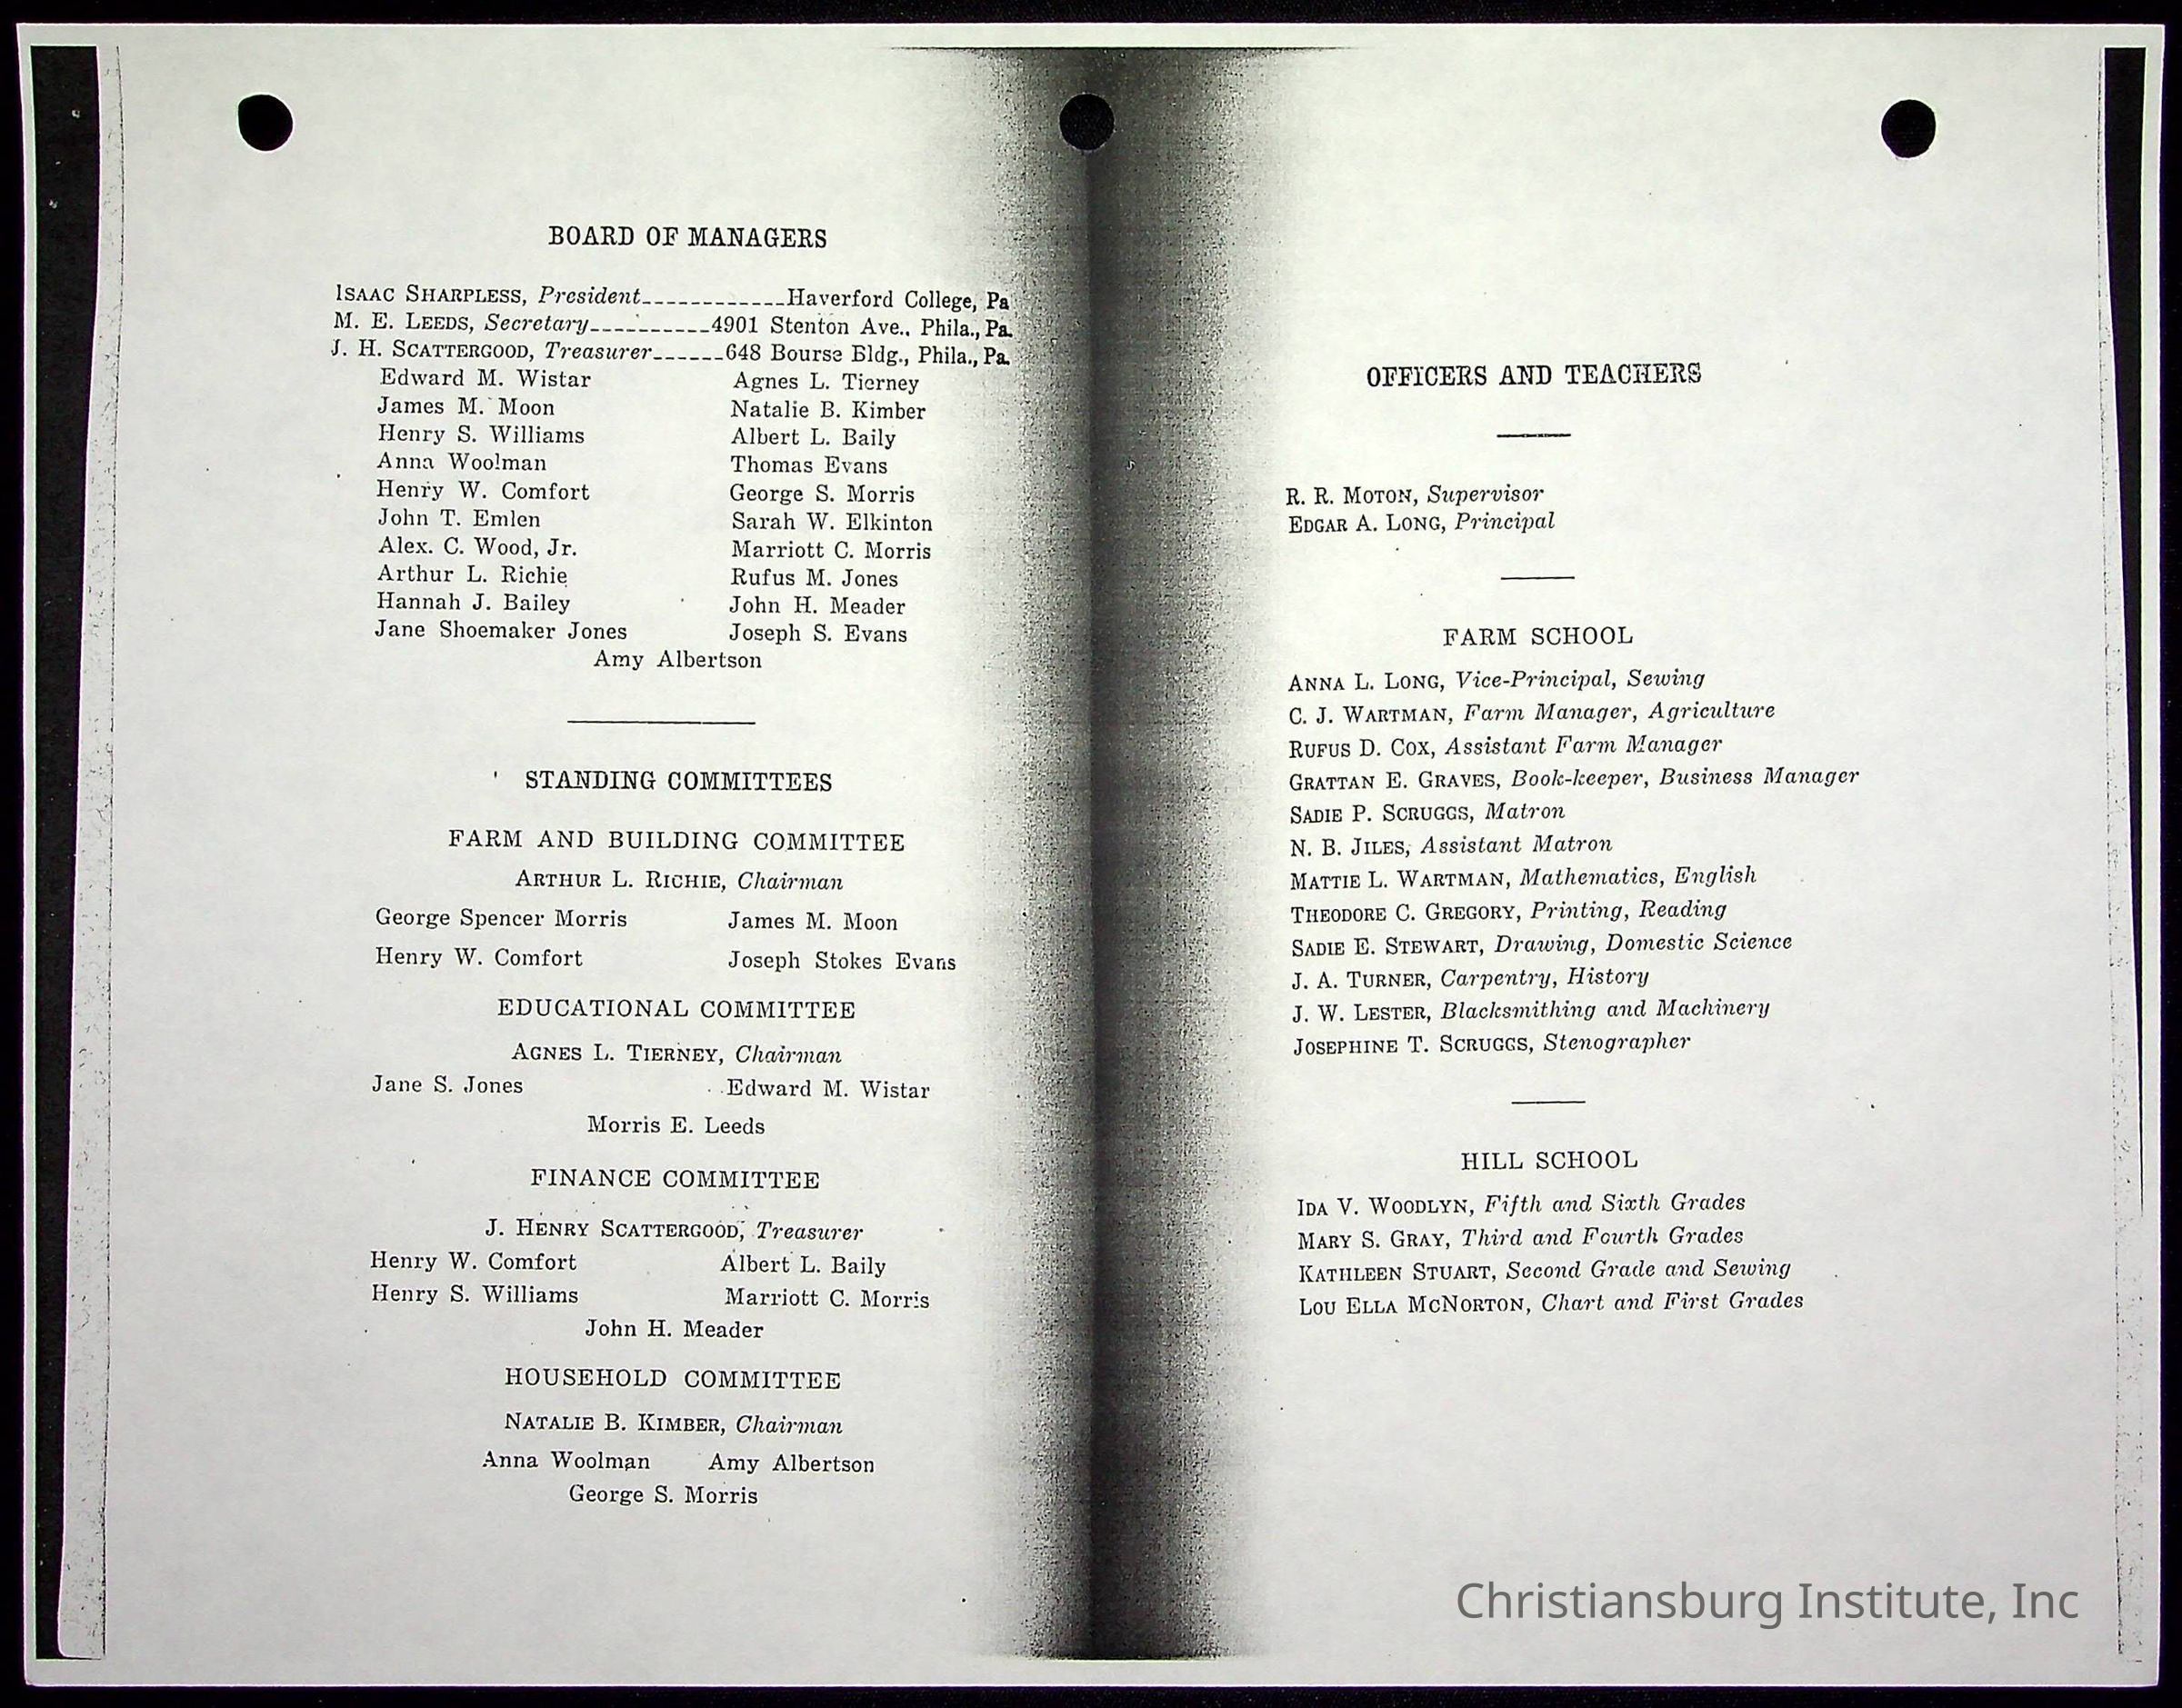 BOARD OF MANAGERS
ISAAC SHARPLESS, President____________Haverford College, Pa
M. E. LEEDS, Secretary__________4901 Stenton Ave., Phila., Pa.
J. H. SCATTERGOOD, Treasurer______648 Bourse Bldg., Phila., Pa.
Edward M. Wistar Agnes L. Tierney
James M. Moon Natalie B. Kimber
Henry S. Williams Albert L. Baily
Anna Woolman Thomas Evans
Henry W. Comfort George S. Morris
John T. Emlen Sarah W. Elkinton
Alex. C. Wood, Jr. Marriott C. Morris
Arthur L. Richie Rufus M. Jones
Hannah J. Bailey John H. Meader
Jane Shoemaker Jones Joseph S. Evans
Amy Albertson
STANDING COMMITTEES
FARM AND BUILDING COMMITTEE
ARTHUR L. RICHIE, Chairman
George Spencer Morris James M. Moon
Henry W. Comfort Joseph Stokes Evans
EDUCATIONAL COMMITTEE
AGNES L. TIERNEY, Chairman
Jane S. Jones Edward M. Wistar
Morris E. Leeds
FINANCE COMMITTEE
J. HENRY SCATTERGOOD, Treasurer
Henry W. Comfort Albert L. Baily
Henry S. Williams Marriott C. Morris
John H. Meader
HOUSEHOLD COMMITTEE
NATALIE B. KIMBER, Chairman
Anna Woolman Amy Albertson
George S. Morris
OFFICERS AND TEACHERS
R. R. MOTON, Supervisor
EDGAR A. LONG, Principal
FARM SCHOOL
ANNA L. LONG, Vice-Principal, Sewing
C. J. WARTMAN, Farm Manager, Agriculture
RUFUS D. COX, Assistant Farm Manager
GRATTAN E. GRAVES, Book-keeper, Business Manager
SADIE P. SCRUGGS, Matron
N. B. JILES, Assistant Matron
MATTIE L. WARTMAN, Mathematics, English
THEODORE C. GREGORY, Printing, Reading
SADIE E. STEWART, Drawing, Domestic Science
J. A. TURNER, Carpentry, History
J. W. LESTER, Blacksmithing and Machinery
JOSEPHINE T. SCRUGGS, Stenographer
HILL SCHOOL
IDA V. WOODLYN, Fifth and Sixth Grades
MARY S. GRAY, Third and Fourth Grades
KATHLEEN STUART, Second Grade and Sewing
LOU ELLA MCNORTON, Chart and First Grades
Christiansburg Institute, Inc